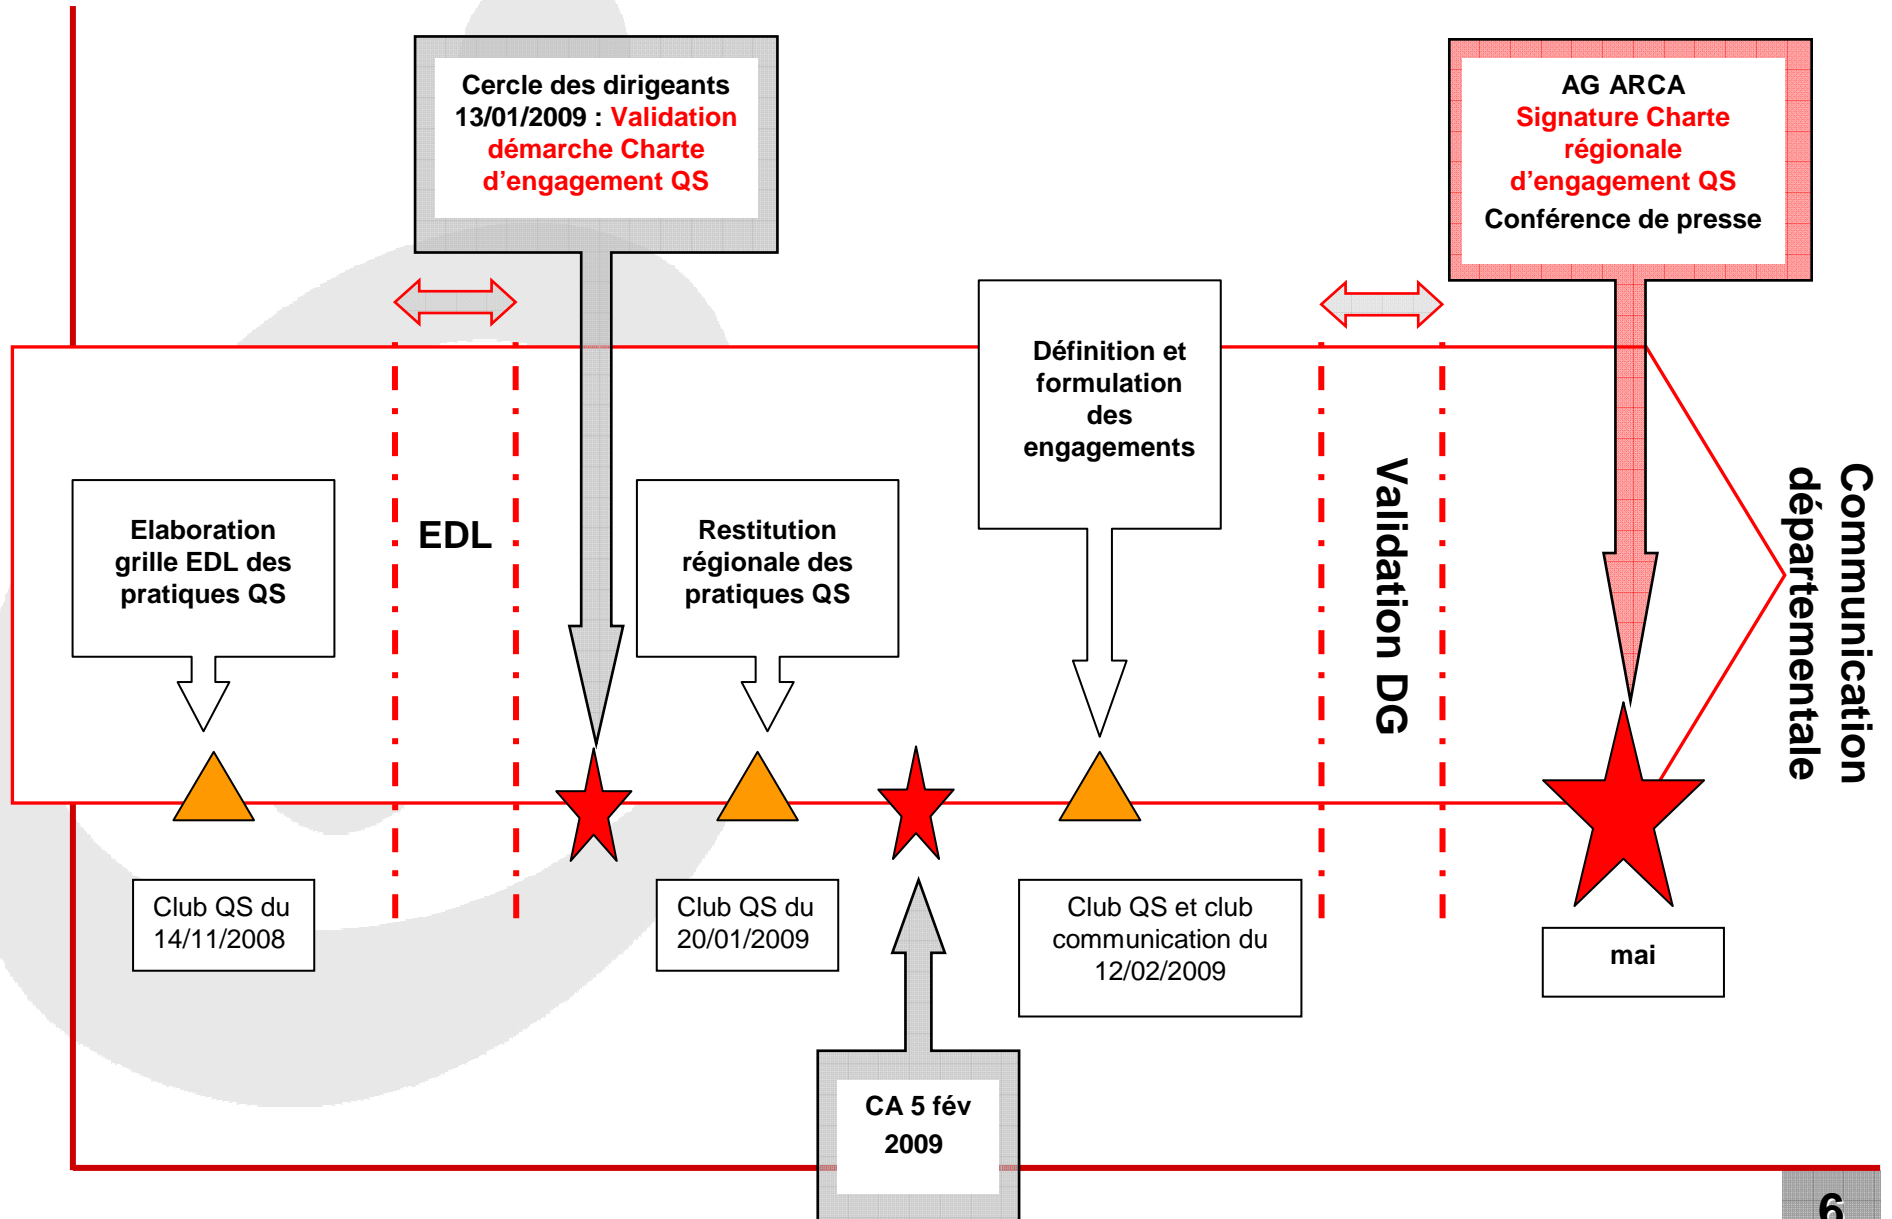 Cercle des dirigeants
13/01/2009 : Validation
démarche Charte
d’engagement QS
AG ARCA
Signature Charte
régionale
d’engagement QS
Conférence de presse
Définition et
formulation
des
engagements
Elaboration
grille EDL des
pratiques QS
EDL
Restitution
régionale des
pratiques QS
Validation DG
Communication
départementale
Club QS du
14/11/2008
Club QS du
20/01/2009
Club QS et club
communication du
12/02/2009
mai
CA 5 fév
2009
6